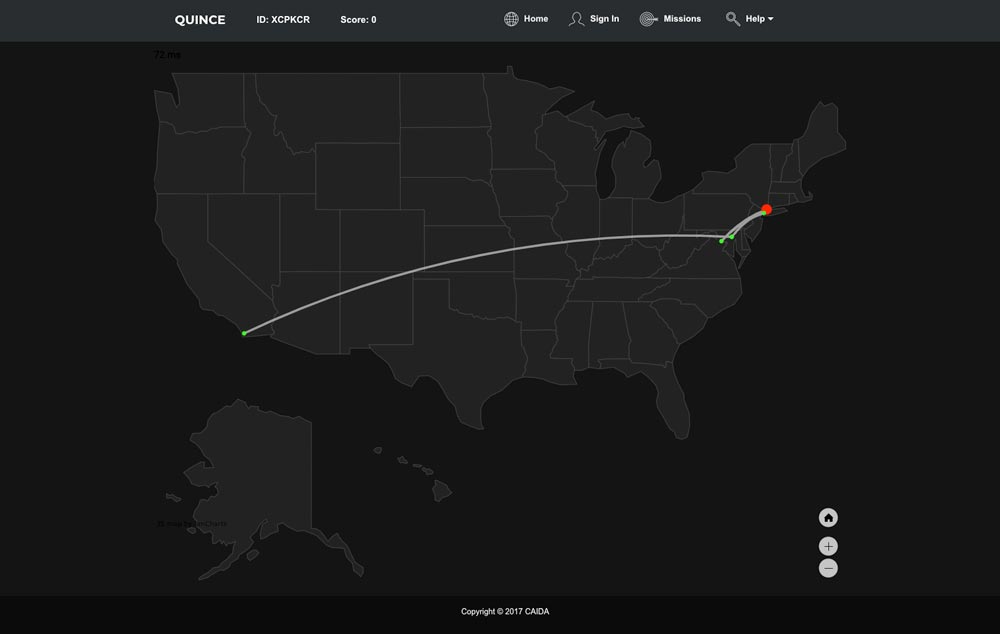 QUINCE ID: XCPKCR Score: 0 Home Sign In Missions Help
72 ms
JS map by amCharts
Copyright © 2017 CAIDA